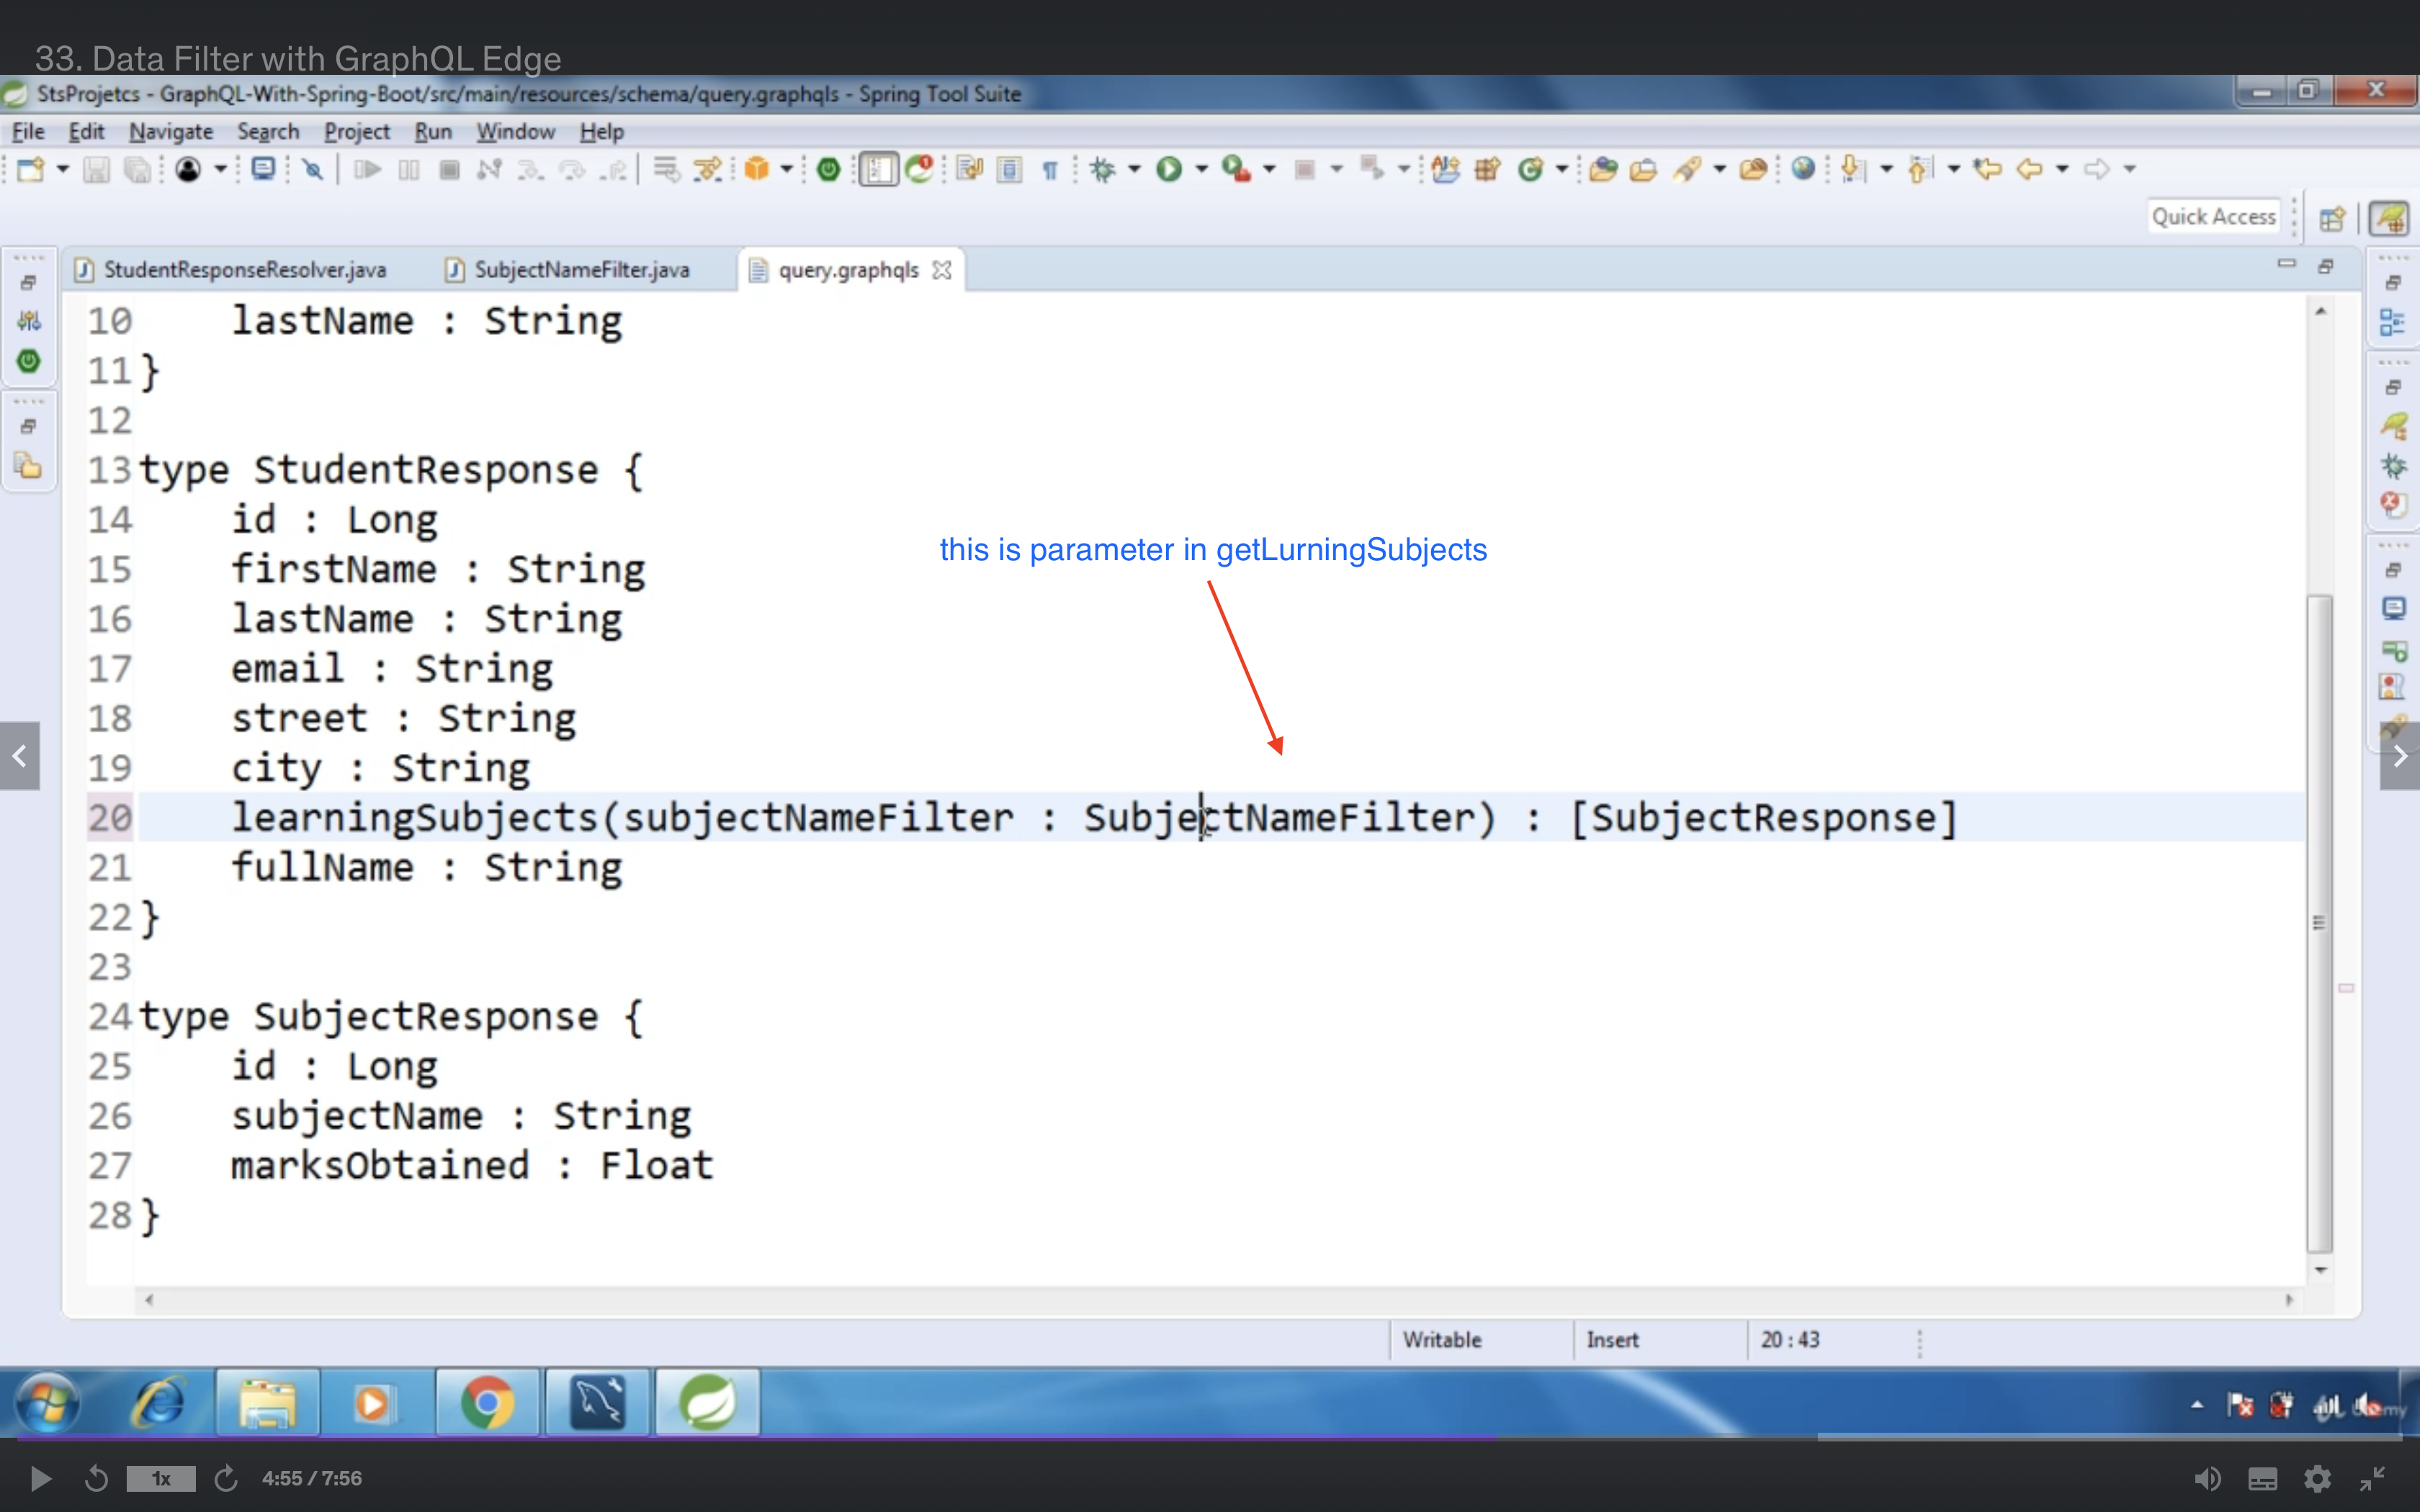 33. Data Filter with GraphQL Edge
StsProjetcs - GraphQL-With-Spring-Boot/src/main/resources/schema/query.graphqls - Spring Tool Suite
File Edit Navigate Search Project Run Window Help
Quick Access
StudentResponseResolver.java SubjectNameFilter.java query.graphqls
10 lastName : String
11 }
12
13 type StudentResponse {
14 id : Long
15 firstName : String
this is parameter in getLurningSubjects
16 lastName : String
17 email : String
18 street : String
19 city : String
20 learningSubjects(subjectNameFilter : SubjectNameFilter) : [SubjectResponse]
21 fullName : String
22 }
23
24 type SubjectResponse {
25 id : Long
26 subjectName : String
27 marksObtained : Float
28 }
Writable Insert 20 : 43
1x 4:55 / 7:56